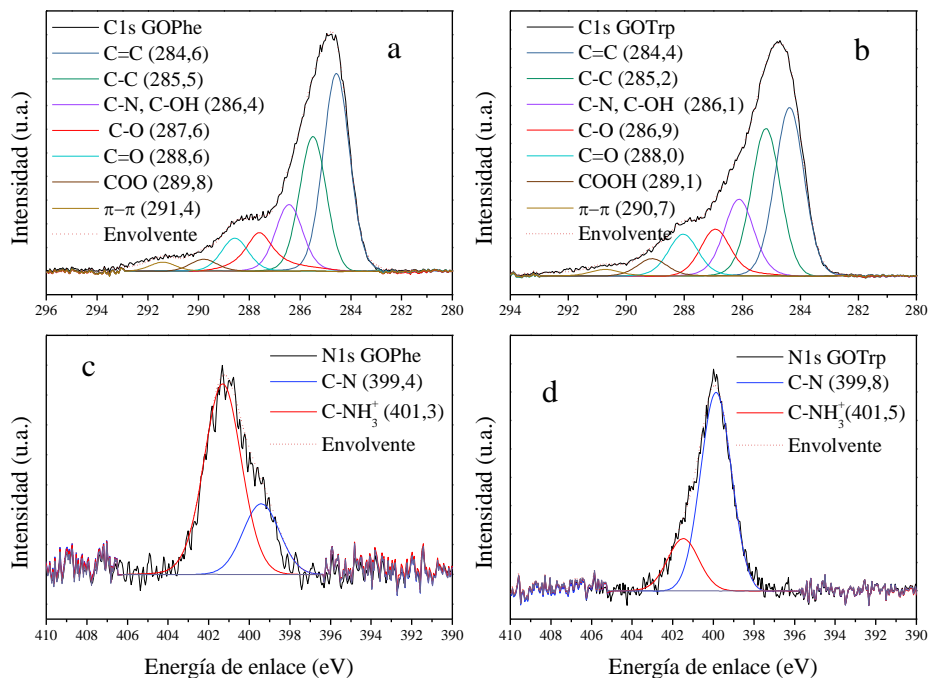 C1s GOPhe
C=C (284,6)
C-C (285,5)
C-N, C-OH (286,4)
C-O (287,6)
C=O (288,6)
COO (289,8)
π−π (291,4)
Envolvente
a
Intensidad (u.a.)
296 294 292 290 288 286 284 282 280
C1s GOTrp
C=C (284,4)
C-C (285,2)
C-N, C-OH (286,1)
C-O (286,9)
C=O (288,0)
COOH (289,1)
π−π (290,7)
Envolvente
b
Intensidad (u.a.)
294 292 290 288 286 284 282 280
c
N1s GOPhe
C-N (399,4)
C-NH₃⁺ (401,3)
Envolvente
Intensidad (u.a.)
410 408 406 404 402 400 398 396 394 392 390
Energía de enlace (eV)
d
N1s GOTrp
C-N (399,8)
C-NH₃⁺(401,5)
Envolvente
Intensidad (u.a.)
410 408 406 404 402 400 398 396 394 392 390
Energía de enlace (eV)